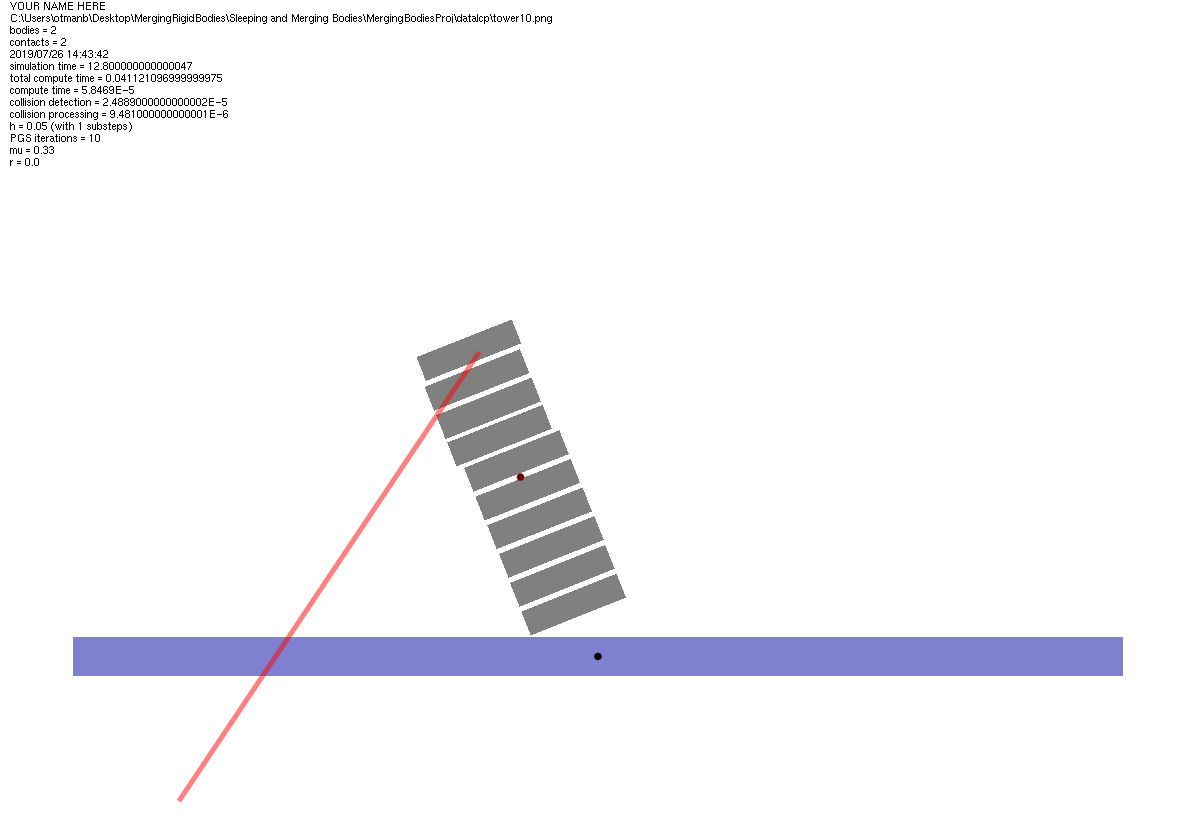 YOUR NAME HERE
C:\Users\otmanb\Desktop\MergingRigidBodies\Sleeping and Merging Bodies\MergingBodiesProj\datalcp\tower10.png
bodies = 2
contacts = 2
2019/07/26 14:43:42
simulation time = 12.800000000000047
total compute time = 0.041121096999999975
compute time = 5.8469E-5
collision detection = 2.4889000000000002E-5
collision processing = 9.481000000000001E-6
h = 0.05 (with 1 substeps)
PGS iterations = 10
mu = 0.33
r = 0.0